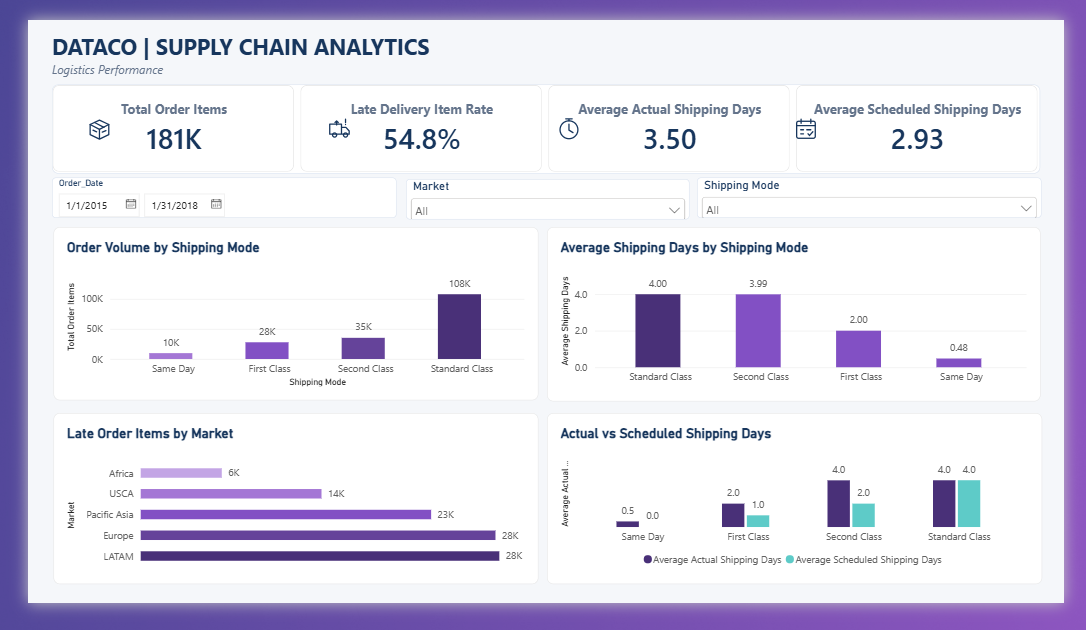 DATACO | SUPPLY CHAIN ANALYTICS
Logistics Performance
Total Order Items
181K
Late Delivery Item Rate
54.8%
Average Actual Shipping Days
3.50
Average Scheduled Shipping Days
2.93
Order_Date
1/1/2015
1/31/2018
Market
All
Shipping Mode
All
Order Volume by Shipping Mode
Total Order Items
100K
50K
0K
10K
28K
35K
108K
Same Day
First Class
Second Class
Standard Class
Shipping Mode
Average Shipping Days by Shipping Mode
Average Shipping Days
4.0
2.0
0.0
4.00
3.99
2.00
0.48
Standard Class
Second Class
First Class
Same Day
Late Order Items by Market
Market
Africa 6K
USCA 14K
Pacific Asia 23K
Europe 28K
LATAM 28K
Actual vs Scheduled Shipping Days
Average Actual ...
0.5 0.0
2.0 1.0
4.0 2.0
4.0 4.0
Same Day
First Class
Second Class
Standard Class
Average Actual Shipping Days
Average Scheduled Shipping Days